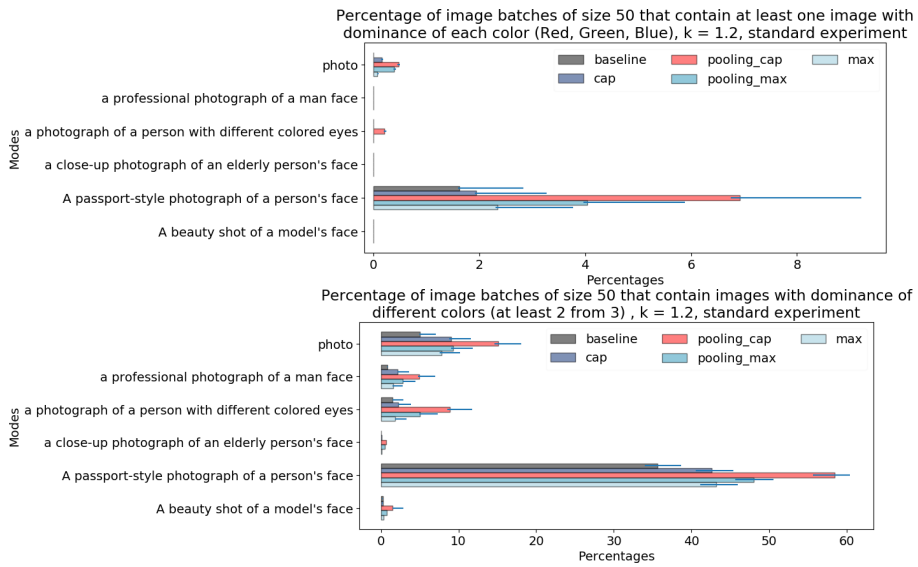 Percentage of image batches of size 50 that contain at least one image with
dominance of each color (Red, Green, Blue), k = 1.2, standard experiment
baseline
cap
pooling_cap
pooling_max
max
Modes
photo
a professional photograph of a man face
a photograph of a person with different colored eyes
a close-up photograph of an elderly person's face
A passport-style photograph of a person's face
A beauty shot of a model's face
0 2 4 6 8
Percentages
Percentage of image batches of size 50 that contain images with dominance of
different colors (at least 2 from 3) , k = 1.2, standard experiment
baseline
cap
pooling_cap
pooling_max
max
Modes
photo
a professional photograph of a man face
a photograph of a person with different colored eyes
a close-up photograph of an elderly person's face
A passport-style photograph of a person's face
A beauty shot of a model's face
0 10 20 30 40 50 60
Percentages